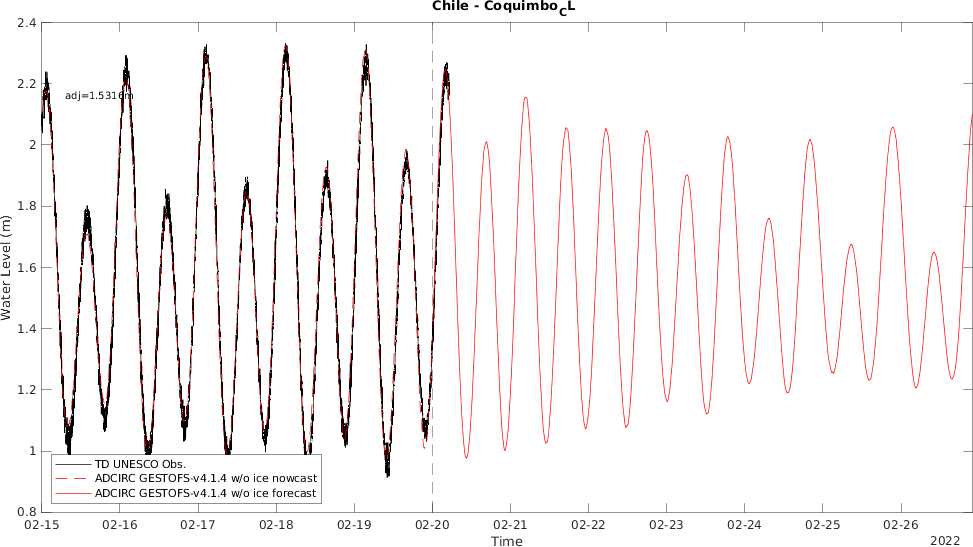 Chile - Coquimbo_CL
2.4
2.2
2
1.8
1.6
1.4
1.2
1
0.8
Water Level (m)
adj=1.5316m
TD UNESCO Obs.
ADCIRC GESTOFS-v4.1.4 w/o ice nowcast
ADCIRC GESTOFS-v4.1.4 w/o ice forecast
02-15 02-16 02-17 02-18 02-19 02-20 02-21 02-22 02-23 02-24 02-25 02-26
Time
2022